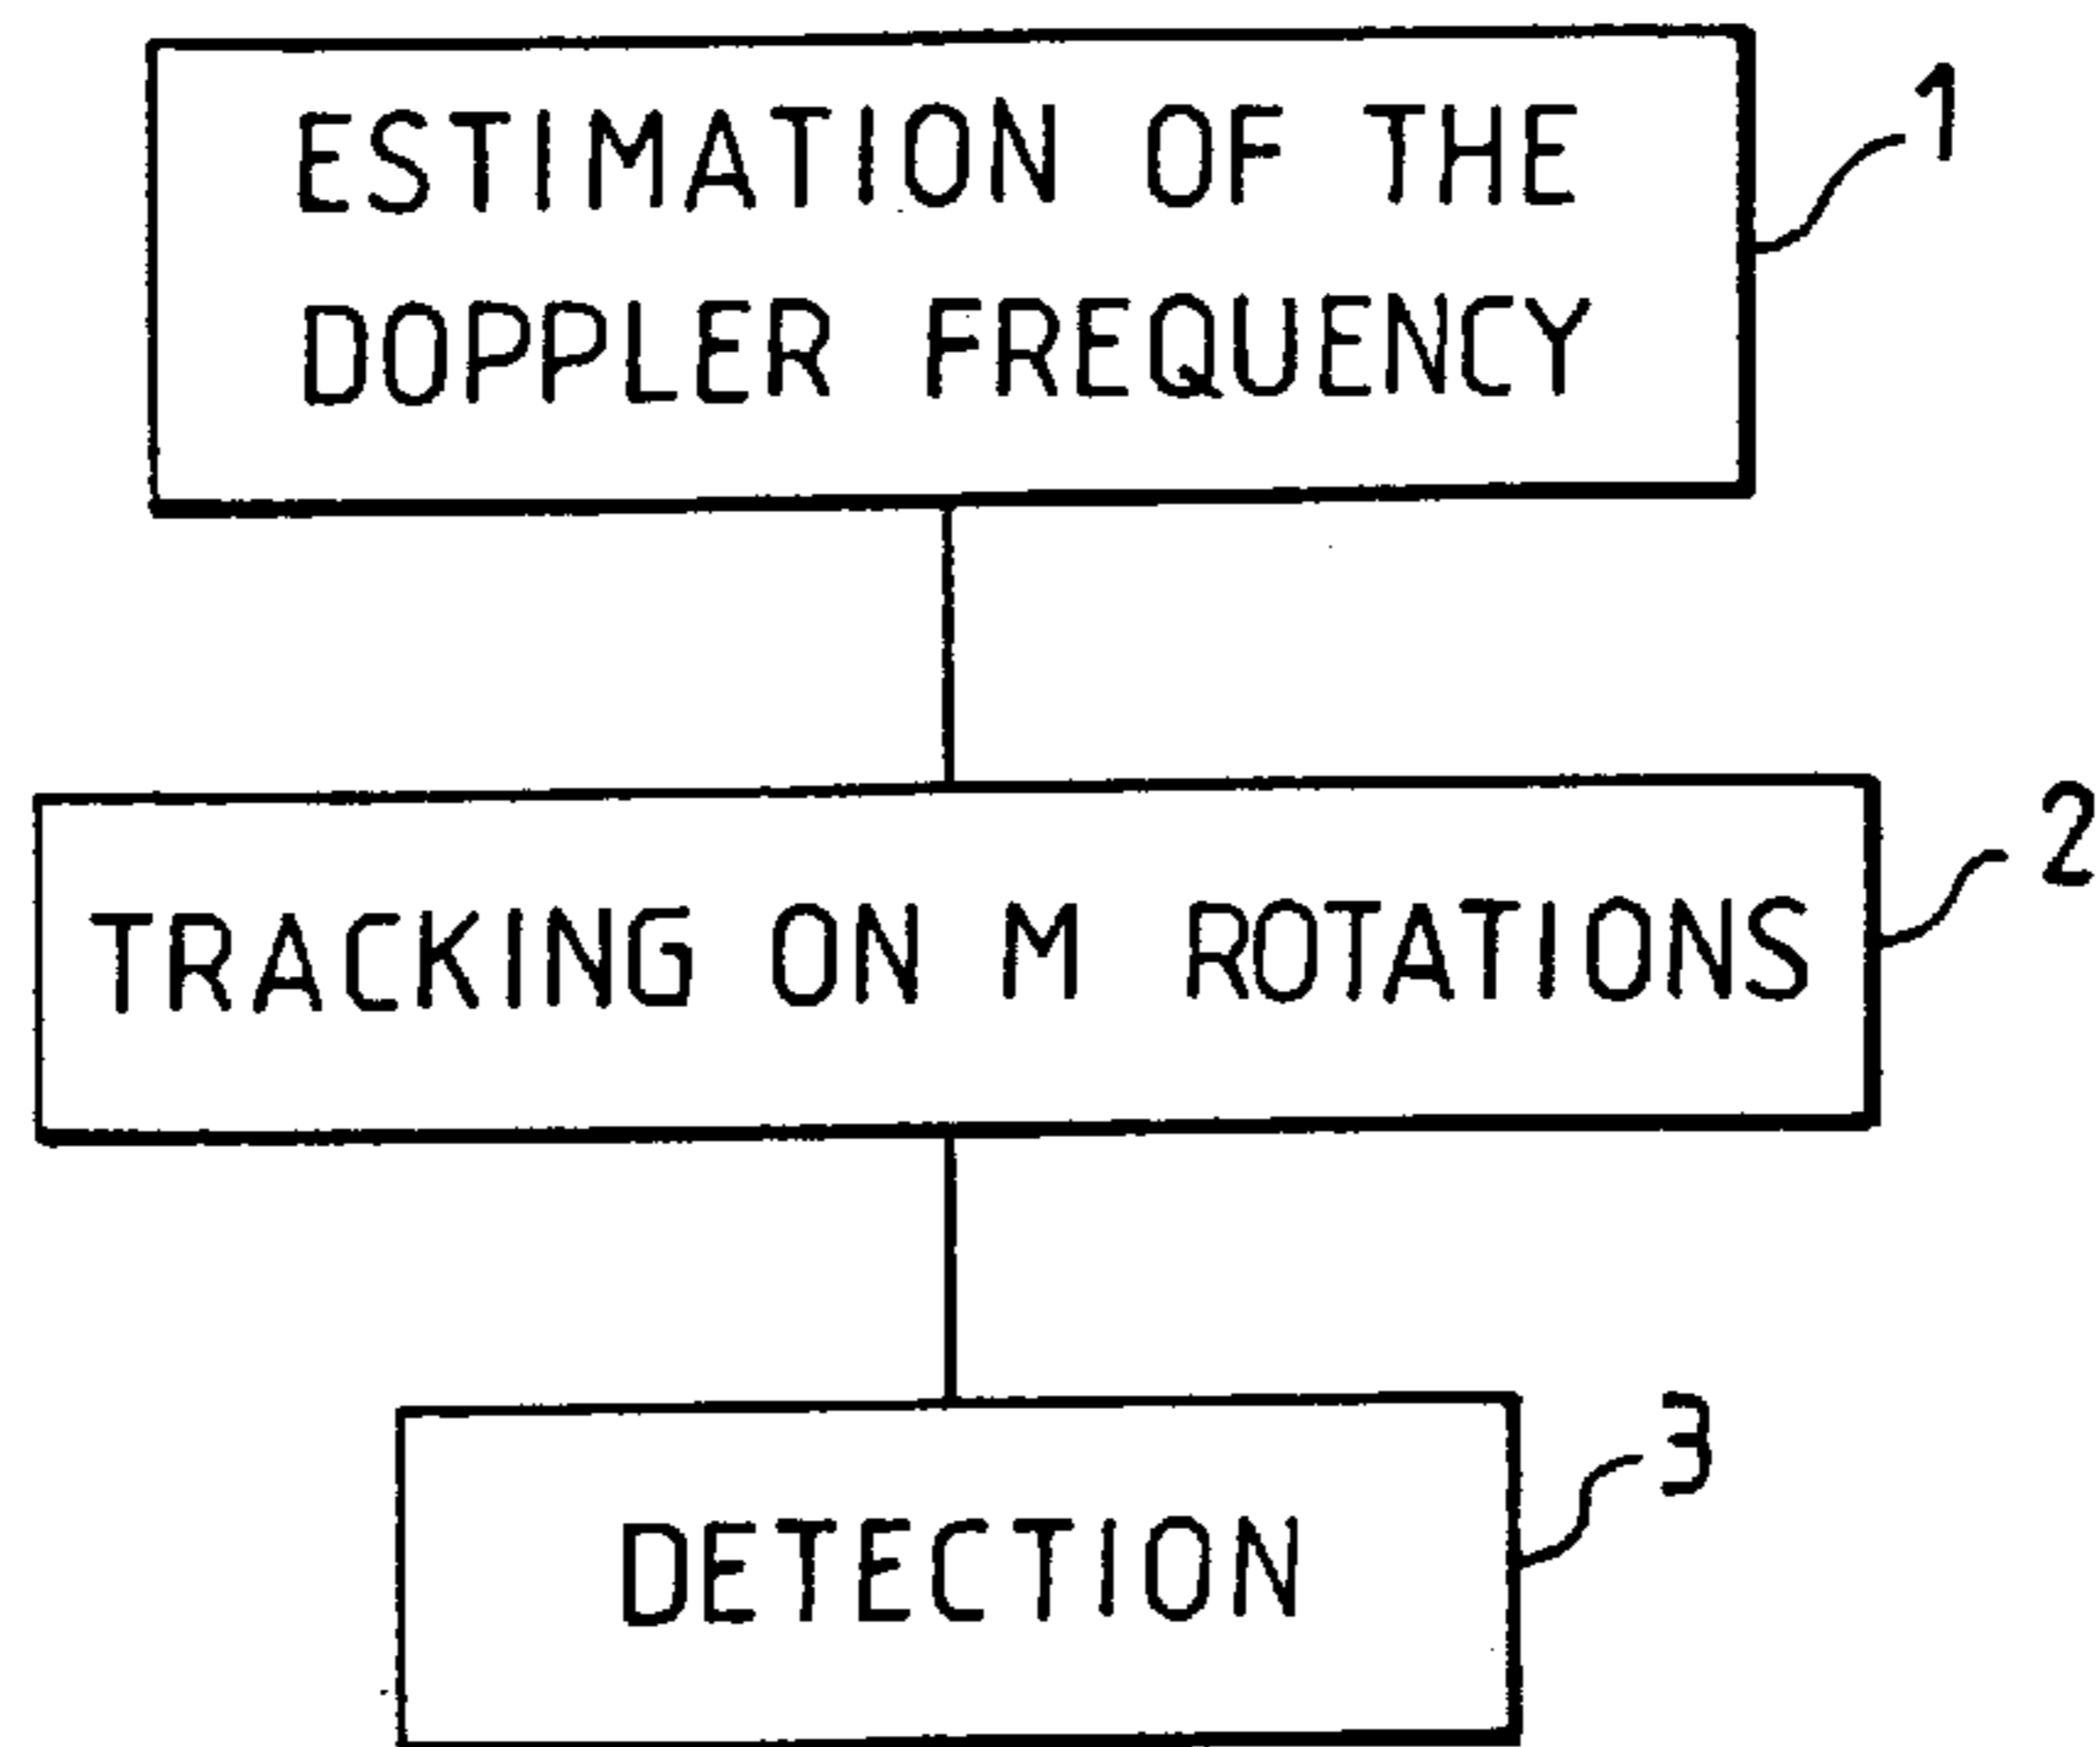 ESTIMATION OF THE
1
DOPPLER FREQUENCY
TRACKING ON M ROTATIONS
2
DETECTION
3